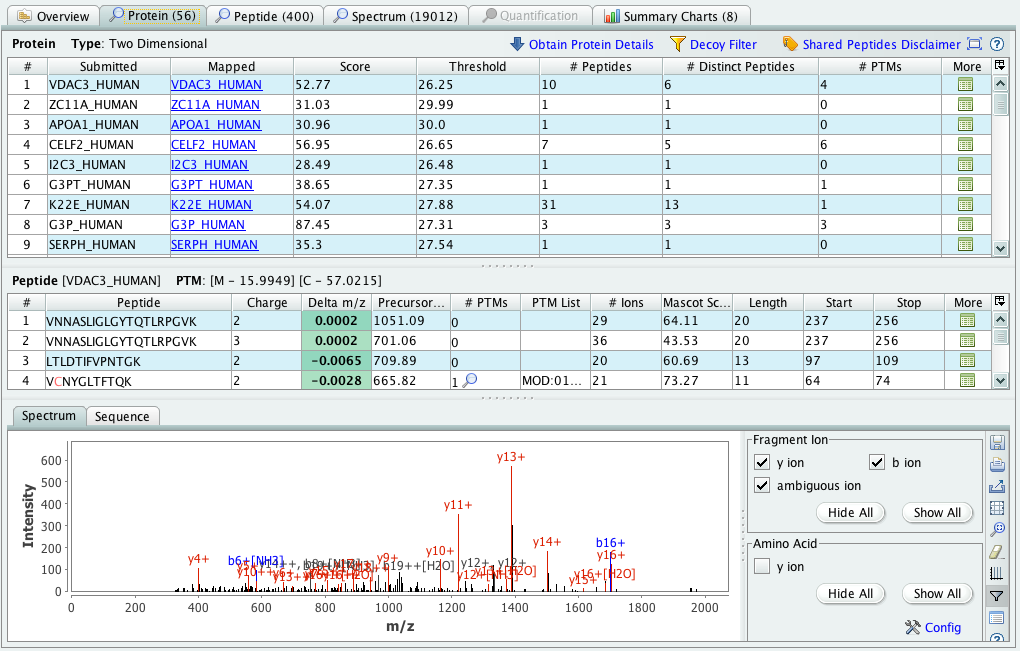 Overview Protein (56) Peptide (400) Spectrum (19012) Quantification Summary Charts (8)
Protein Type: Two Dimensional Obtain Protein Details Decoy Filter Shared Peptides Disclaimer
# Submitted Mapped Score Threshold # Peptides # Distinct Peptides # PTMs More
1 VDAC3_HUMAN VDAC3_HUMAN 52.77 26.25 10 6 4
2 ZC11A_HUMAN ZC11A_HUMAN 31.03 29.99 1 1 0
3 APOA1_HUMAN APOA1_HUMAN 30.96 30.0 1 1 0
4 CELF2_HUMAN CELF2_HUMAN 56.95 26.65 7 5 6
5 I2C3_HUMAN I2C3_HUMAN 28.49 26.48 1 1 0
6 G3PT_HUMAN G3PT_HUMAN 38.65 27.35 1 1 1
7 K22E_HUMAN K22E_HUMAN 54.07 27.88 31 13 1
8 G3P_HUMAN G3P_HUMAN 87.45 27.31 3 3 3
9 SERPH_HUMAN SERPH_HUMAN 35.3 27.54 1 1 0
Peptide [VDAC3_HUMAN] PTM: [M - 15.9949] [C - 57.0215]
# Peptide Charge Delta m/z Precursor... # PTMs PTM List # Ions Mascot Sc... Length Start Stop More
1 VNNASLIGLGYTQTLRPGVK 2 0.0002 1051.09 0 29 64.11 20 237 256
2 VNNASLIGLGYTQTLRPGVK 3 0.0002 701.06 0 36 43.53 20 237 256
3 LTLDTIFVPNTGK 2 -0.0065 709.89 0 20 60.69 13 97 109
4 VCNYGLTFTQK 2 -0.0028 665.82 1 MOD:01... 21 73.27 11 64 74
Spectrum Sequence
Fragment Ion
y ion b ion
ambiguous ion
Hide All Show All
Amino Acid
y ion
Hide All Show All
Config
Intensity
600
500
400
300
200
100
0
y13+
y11+
y14+
b16+
y10+
y16+
y4+
b6+[NH3]
y9+
y12+ y12+
b19++[H2O]
y12+[NH3]
y15+
y16+[H2O]
0 200 400 600 800 1000 1200 1400 1600 1800 2000
m/z